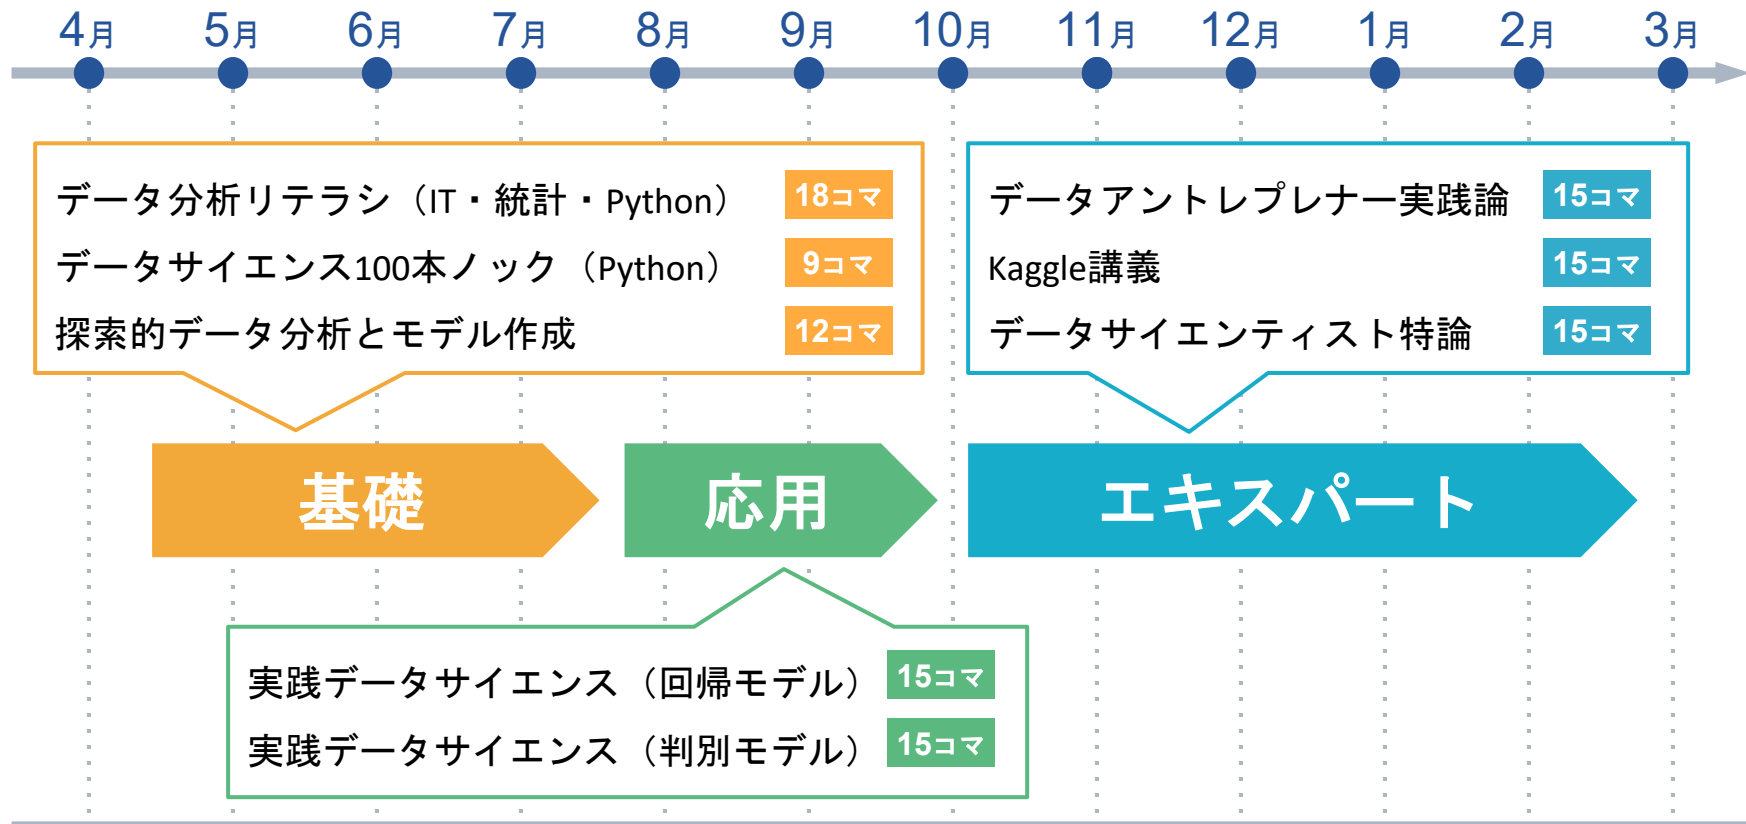 4月 5月 6月 7月 8月 9月 10月 11月 12月 1月 2月 3月
データ分析リテラシ（IT・統計・Python） 18コマ
データサイエンス100本ノック（Python） 9コマ
探索的データ分析とモデル作成 12コマ
データアントレプレナー実践論 15コマ
Kaggle講義 15コマ
データサイエンティスト特論 15コマ
基礎
応用
エキスパート
実践データサイエンス（回帰モデル） 15コマ
実践データサイエンス（判別モデル） 15コマ